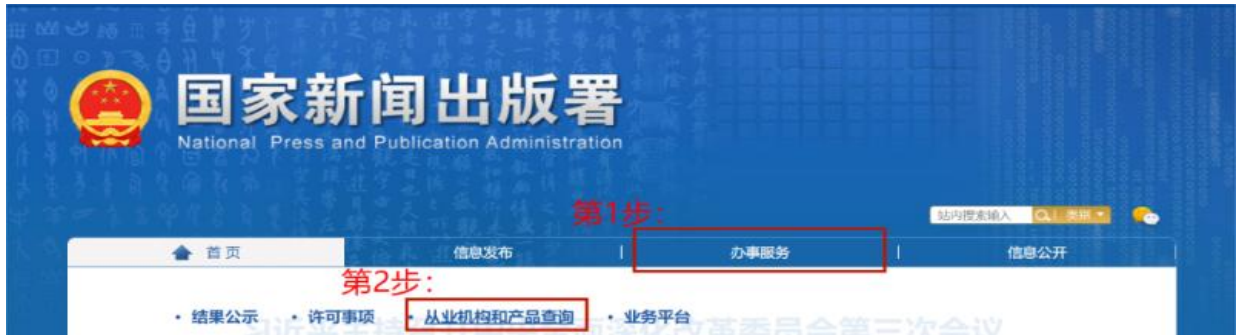 国家新闻出版署
National Press and Publication Administration
第1步：
站内搜索输入 类别
首页 信息发布 办事服务 信息公开
第2步：
· 结果公示 · 许可事项 · 从业机构和产品查询 · 业务平台